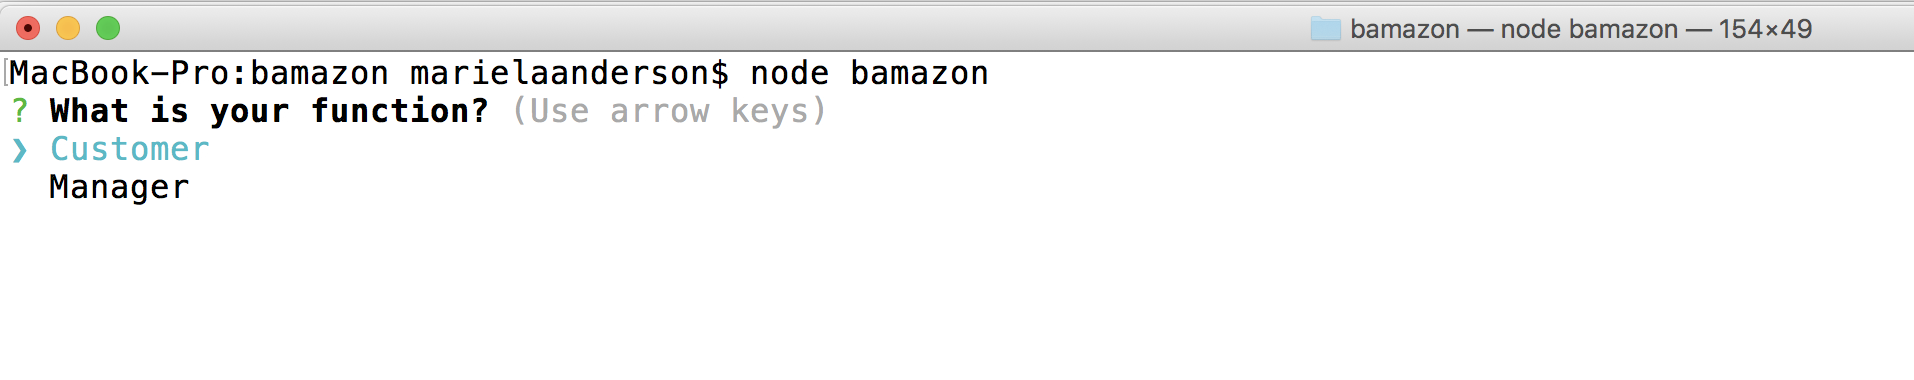 bamazon — node bamazon — 154×49
MacBook-Pro:bamazon marielaanderson$ node bamazon
? What is your function? (Use arrow keys)
❯ Customer
Manager